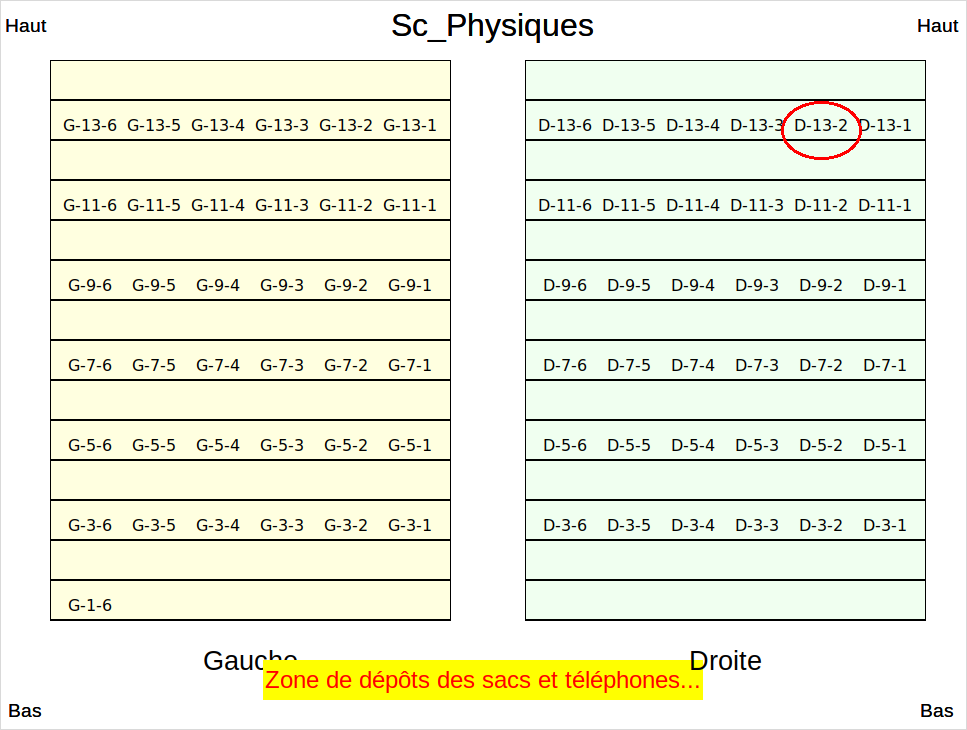 Sc_Physiques
Haut
Haut
G-13-6 G-13-5 G-13-4 G-13-3 G-13-2 G-13-1
G-11-6 G-11-5 G-11-4 G-11-3 G-11-2 G-11-1
G-9-6 G-9-5 G-9-4 G-9-3 G-9-2 G-9-1
G-7-6 G-7-5 G-7-4 G-7-3 G-7-2 G-7-1
G-5-6 G-5-5 G-5-4 G-5-3 G-5-2 G-5-1
G-3-6 G-3-5 G-3-4 G-3-3 G-3-2 G-3-1
G-1-6
Gauche
D-13-6 D-13-5 D-13-4 D-13-3 D-13-2 D-13-1
D-11-6 D-11-5 D-11-4 D-11-3 D-11-2 D-11-1
D-9-6 D-9-5 D-9-4 D-9-3 D-9-2 D-9-1
D-7-6 D-7-5 D-7-4 D-7-3 D-7-2 D-7-1
D-5-6 D-5-5 D-5-4 D-5-3 D-5-2 D-5-1
D-3-6 D-3-5 D-3-4 D-3-3 D-3-2 D-3-1
Droite
Zone de dépôts des sacs et téléphones...
Bas
Bas